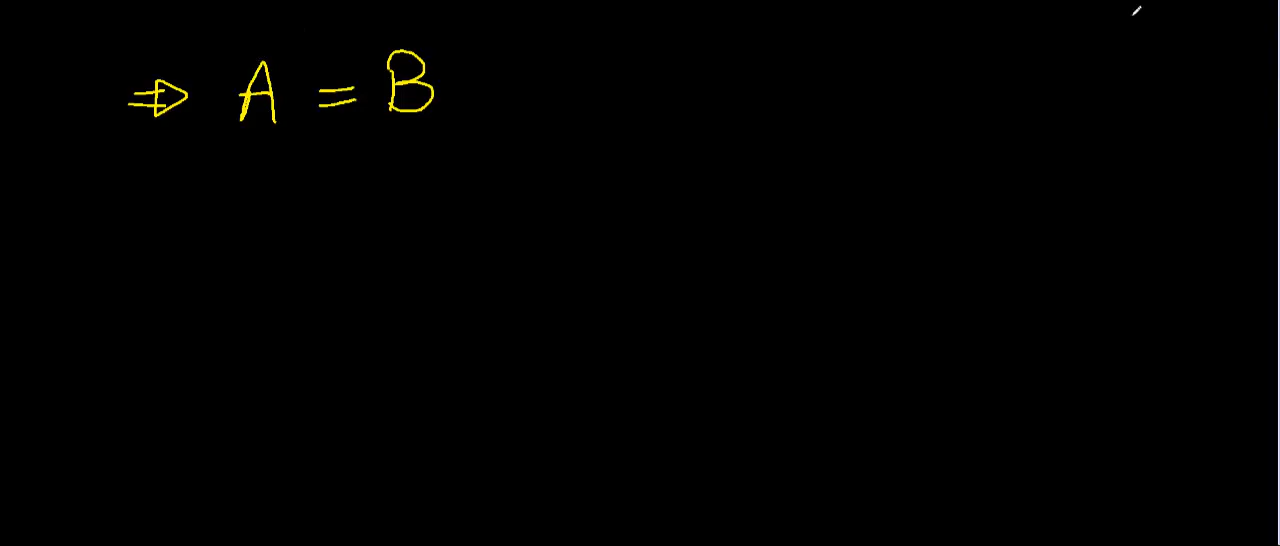 ⇒ A = B